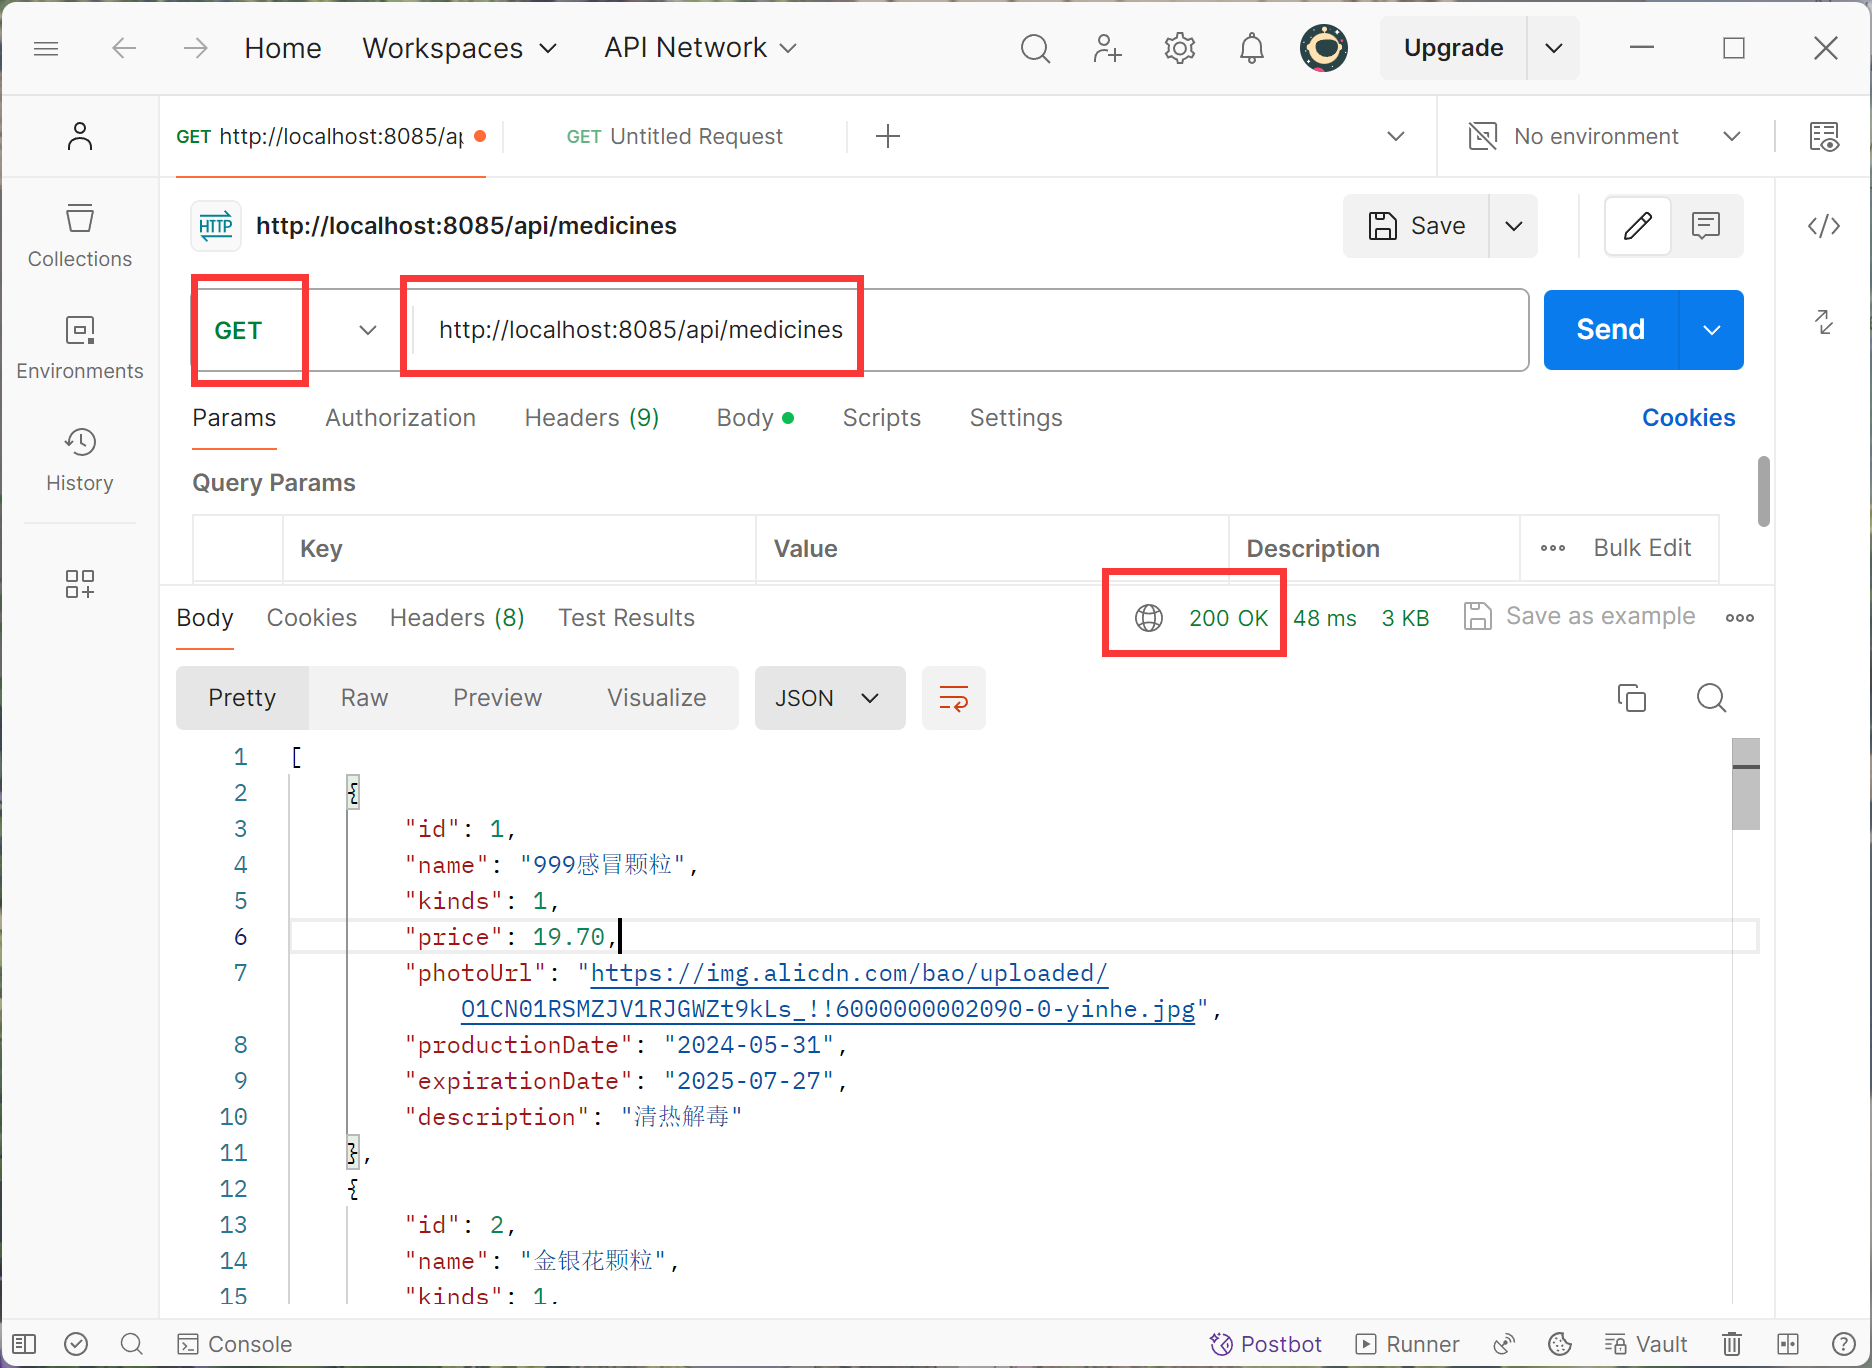 Home Workspaces API Network Upgrade
GET http://localhost:8085/ap GET Untitled Request No environment
HTTP http://localhost:8085/api/medicines Save
Collections
GET http://localhost:8085/api/medicines Send
Environments
Params Authorization Headers (9) Body Scripts Settings Cookies
History
Query Params
Key Value Description Bulk Edit
Body Cookies Headers (8) Test Results 200 OK 48 ms 3 KB Save as example
Pretty Raw Preview Visualize JSON
1 [
2 {
3 "id": 1,
4 "name": "999感冒颗粒",
5 "kinds": 1,
6 "price": 19.70,
7 "photoUrl": "https://img.alicdn.com/bao/uploaded/
O1CN01RSMZJV1RJGWZt9kLs_!!6000000002090-0-yinhe.jpg",
8 "productionDate": "2024-05-31",
9 "expirationDate": "2025-07-27",
10 "description": "清热解毒"
11 },
12 {
13 "id": 2,
14 "name": "金银花颗粒",
15 "kinds": 1,
Console Postbot Runner Vault